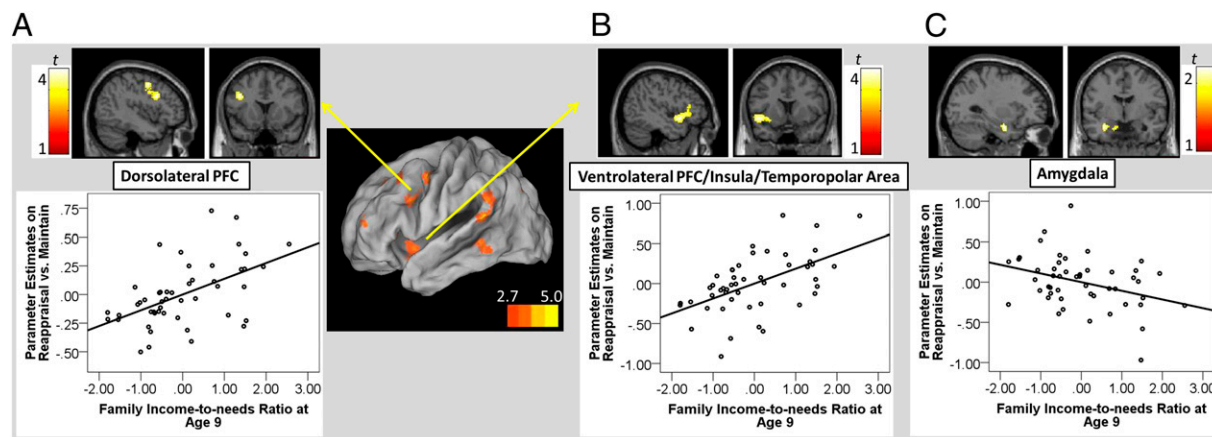 A
B
C
t
4
1
t
4
1
t
2
1
Dorsolateral PFC
Ventrolateral PFC/Insula/Temporopolar Area
Amygdala
Parameter Estimates on
Reappraisal vs. Maintain
.75
.50
.25
.00
-.25
-.50
-2.00 -1.00 .00 1.00 2.00 3.00
Family Income-to-needs Ratio at
Age 9
2.7 5.0
Parameter Estimates on
Reappraisal vs. Maintain
1.00
.50
.00
-.50
-1.00
-2.00 -1.00 .00 1.00 2.00 3.00
Family Income-to-needs Ratio at
Age 9
Parameter Estimates on
Reappraisal vs. Maintain
1.00
.50
.00
-.50
-1.00
-2.00 -1.00 .00 1.00 2.00 3.00
Family Income-to-needs Ratio at
Age 9